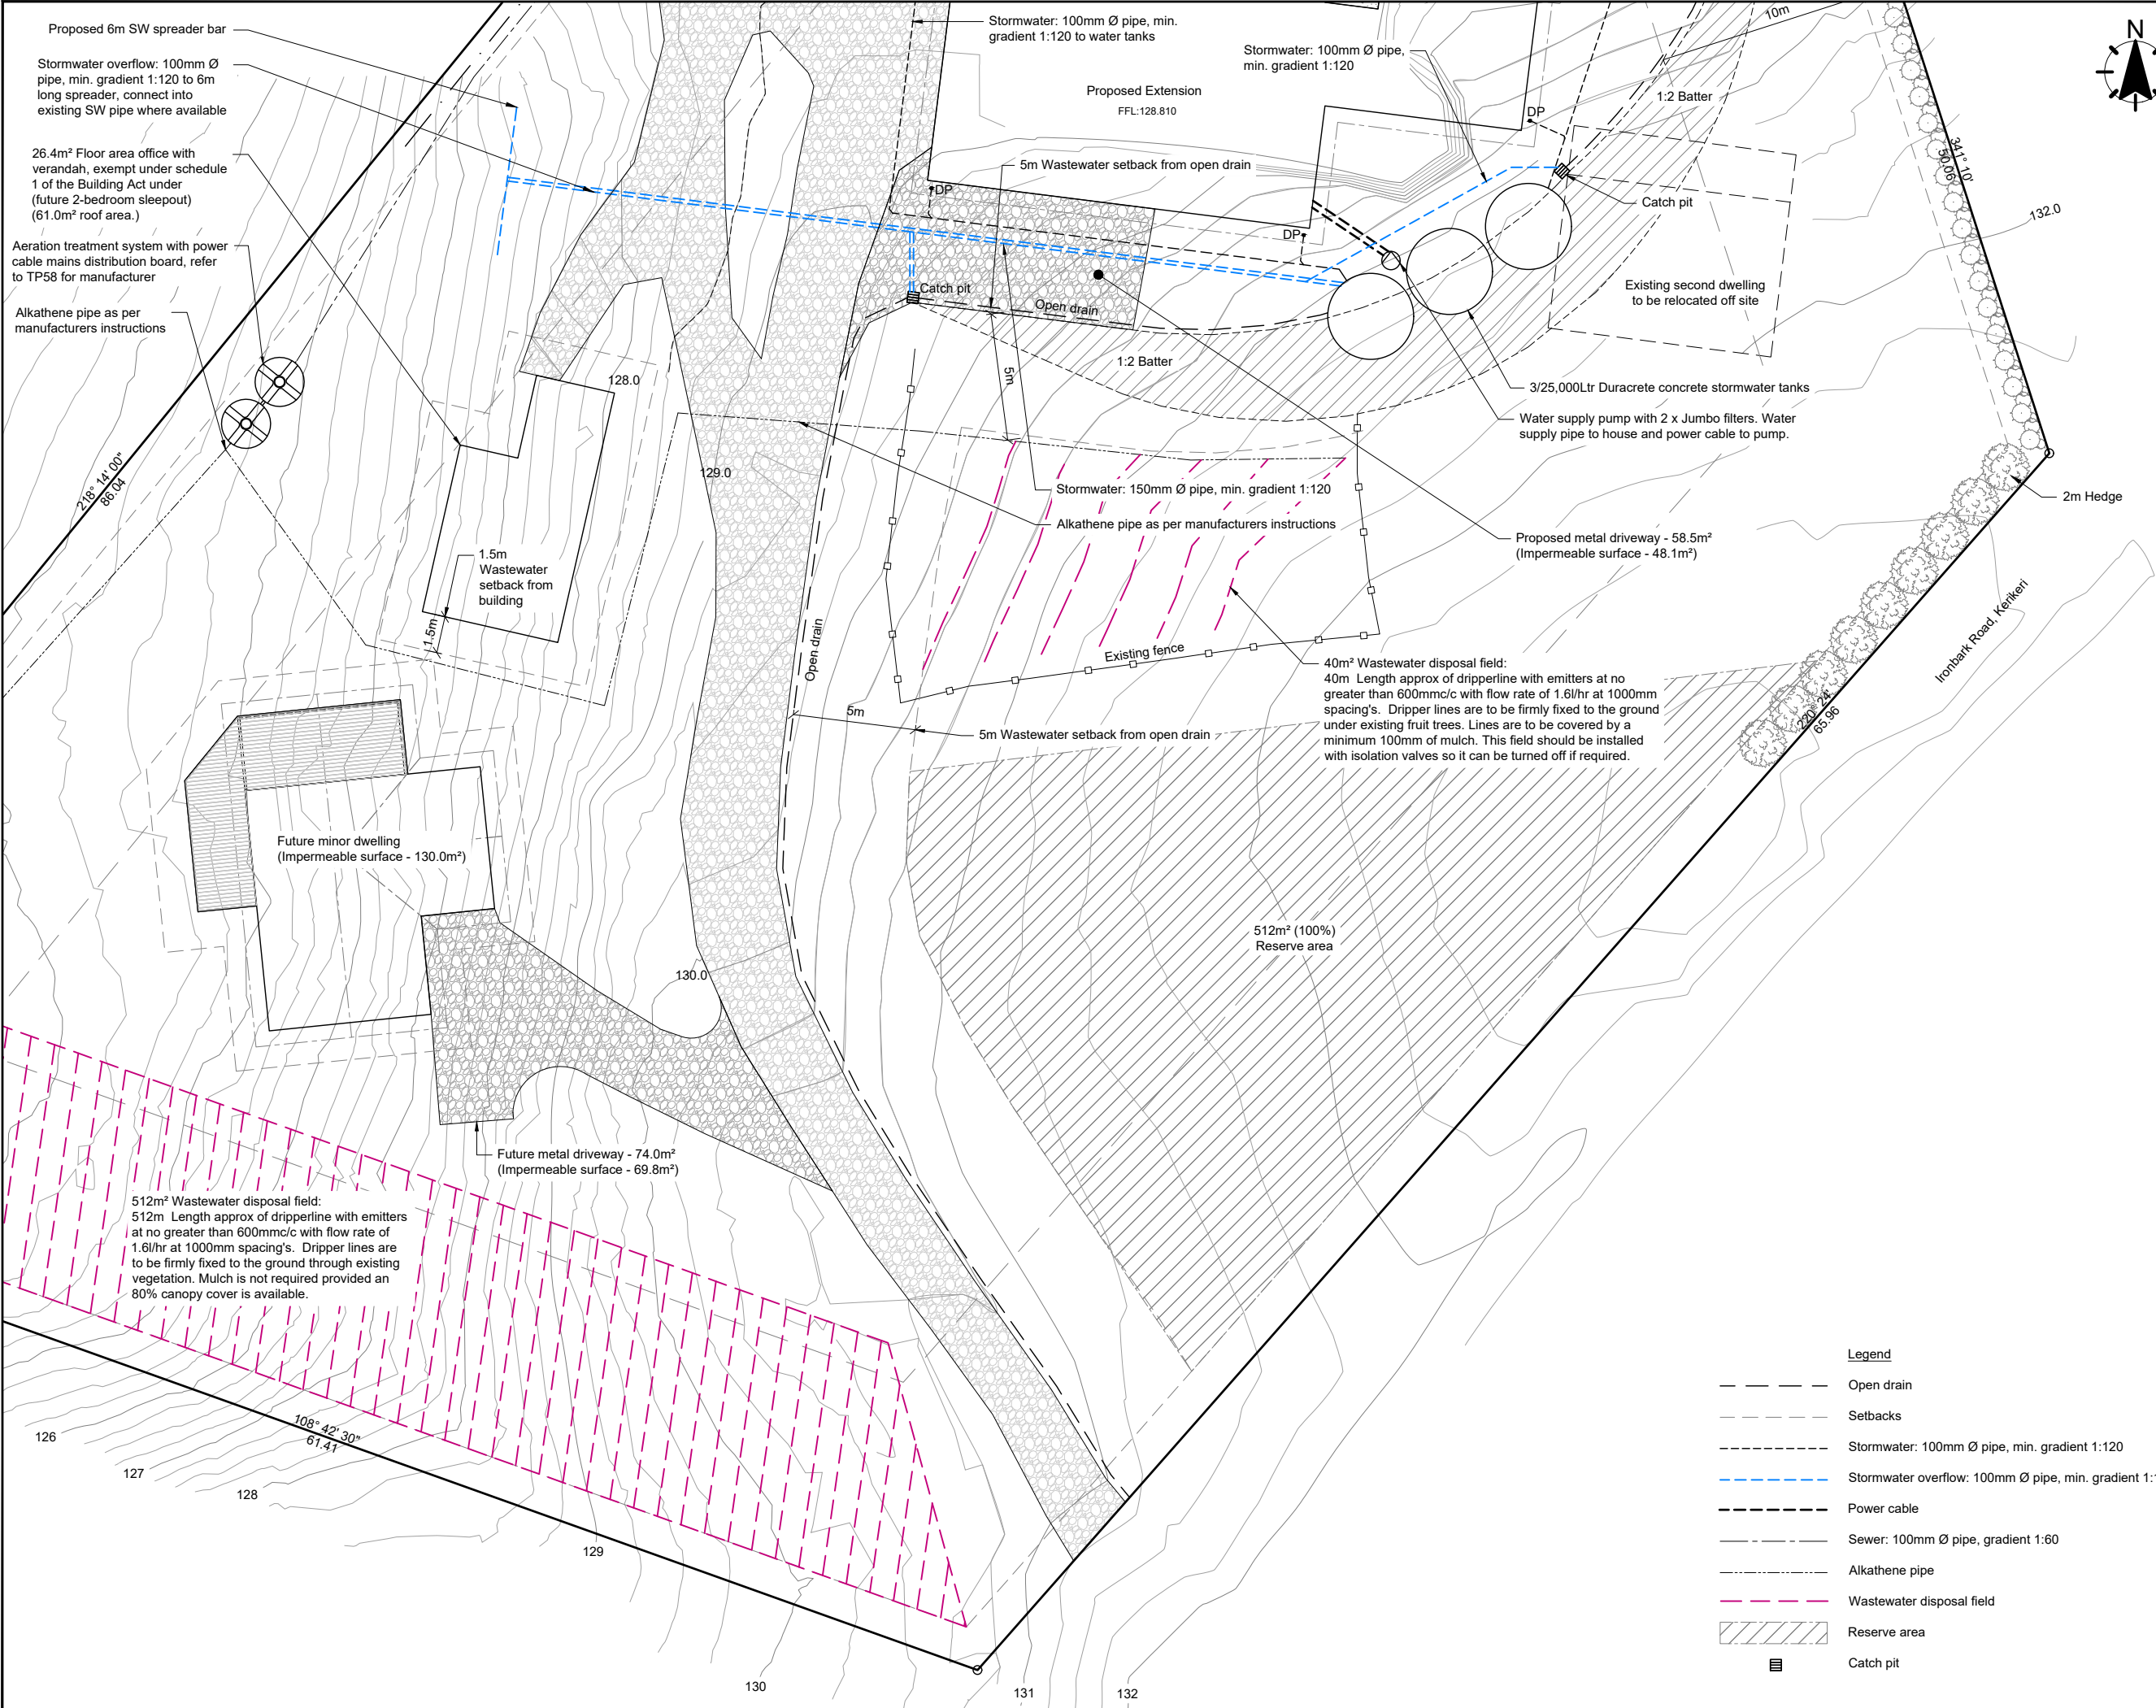 Proposed 6m SW spreader bar
Stormwater overflow: 100mm Ø
pipe, min. gradient 1:120 to 6m
long spreader, connect into
existing SW pipe where available
26.4m² Floor area office with
verandah, exempt under schedule
1 of the Building Act under
(future 2-bedroom sleepout)
(61.0m² roof area.)
Aeration treatment system with power
cable mains distribution board, refer
to TP58 for manufacturer
Alkathene pipe as per
manufacturers instructions
Stormwater: 100mm Ø pipe, min.
gradient 1:120 to water tanks
Stormwater: 100mm Ø pipe,
min. gradient 1:120
Proposed Extension
FFL:128.810
10m
N
1:2 Batter
DP
341° 10'
50.06
5m Wastewater setback from open drain
DP
Catch pit
132.0
DP
Catch pit
Open drain
Existing second dwelling
to be relocated off site
1:2 Batter
5m
128.0
3/25,000Ltr Duracrete concrete stormwater tanks
Water supply pump with 2 x Jumbo filters. Water
supply pipe to house and power cable to pump.
218° 14' 00"
86.04
129.0
Stormwater: 150mm Ø pipe, min. gradient 1:120
Alkathene pipe as per manufacturers instructions
2m Hedge
Proposed metal driveway - 58.5m²
(Impermeable surface - 48.1m²)
1.5m
Wastewater
setback from
building
1.5m
Open drain
Existing fence
Ironbark Road, Kerikeri
40m² Wastewater disposal field:
40m Length approx of dripperline with emitters at no
greater than 600mmc/c with flow rate of 1.6l/hr at 1000mm
spacing's. Dripper lines are to be firmly fixed to the ground
under existing fruit trees. Lines are to be covered by a
minimum 100mm of mulch. This field should be installed
with isolation valves so it can be turned off if required.
220° 24'
65.96
5m
5m Wastewater setback from open drain
Future minor dwelling
(Impermeable surface - 130.0m²)
512m² (100%)
Reserve area
130.0
Future metal driveway - 74.0m²
(Impermeable surface - 69.8m²)
512m² Wastewater disposal field:
512m Length approx of dripperline with emitters
at no greater than 600mmc/c with flow rate of
1.6l/hr at 1000mm spacing's. Dripper lines are
to be firmly fixed to the ground through existing
vegetation. Mulch is not required provided an
80% canopy cover is available.
108° 42' 30"
61.41
126
127
128
129
130
131
132
Legend
Open drain
Setbacks
Stormwater: 100mm Ø pipe, min. gradient 1:120
Stormwater overflow: 100mm Ø pipe, min. gradient
Power cable
Sewer: 100mm Ø pipe, gradient 1:60
Alkathene pipe
Wastewater disposal field
Reserve area
Catch pit